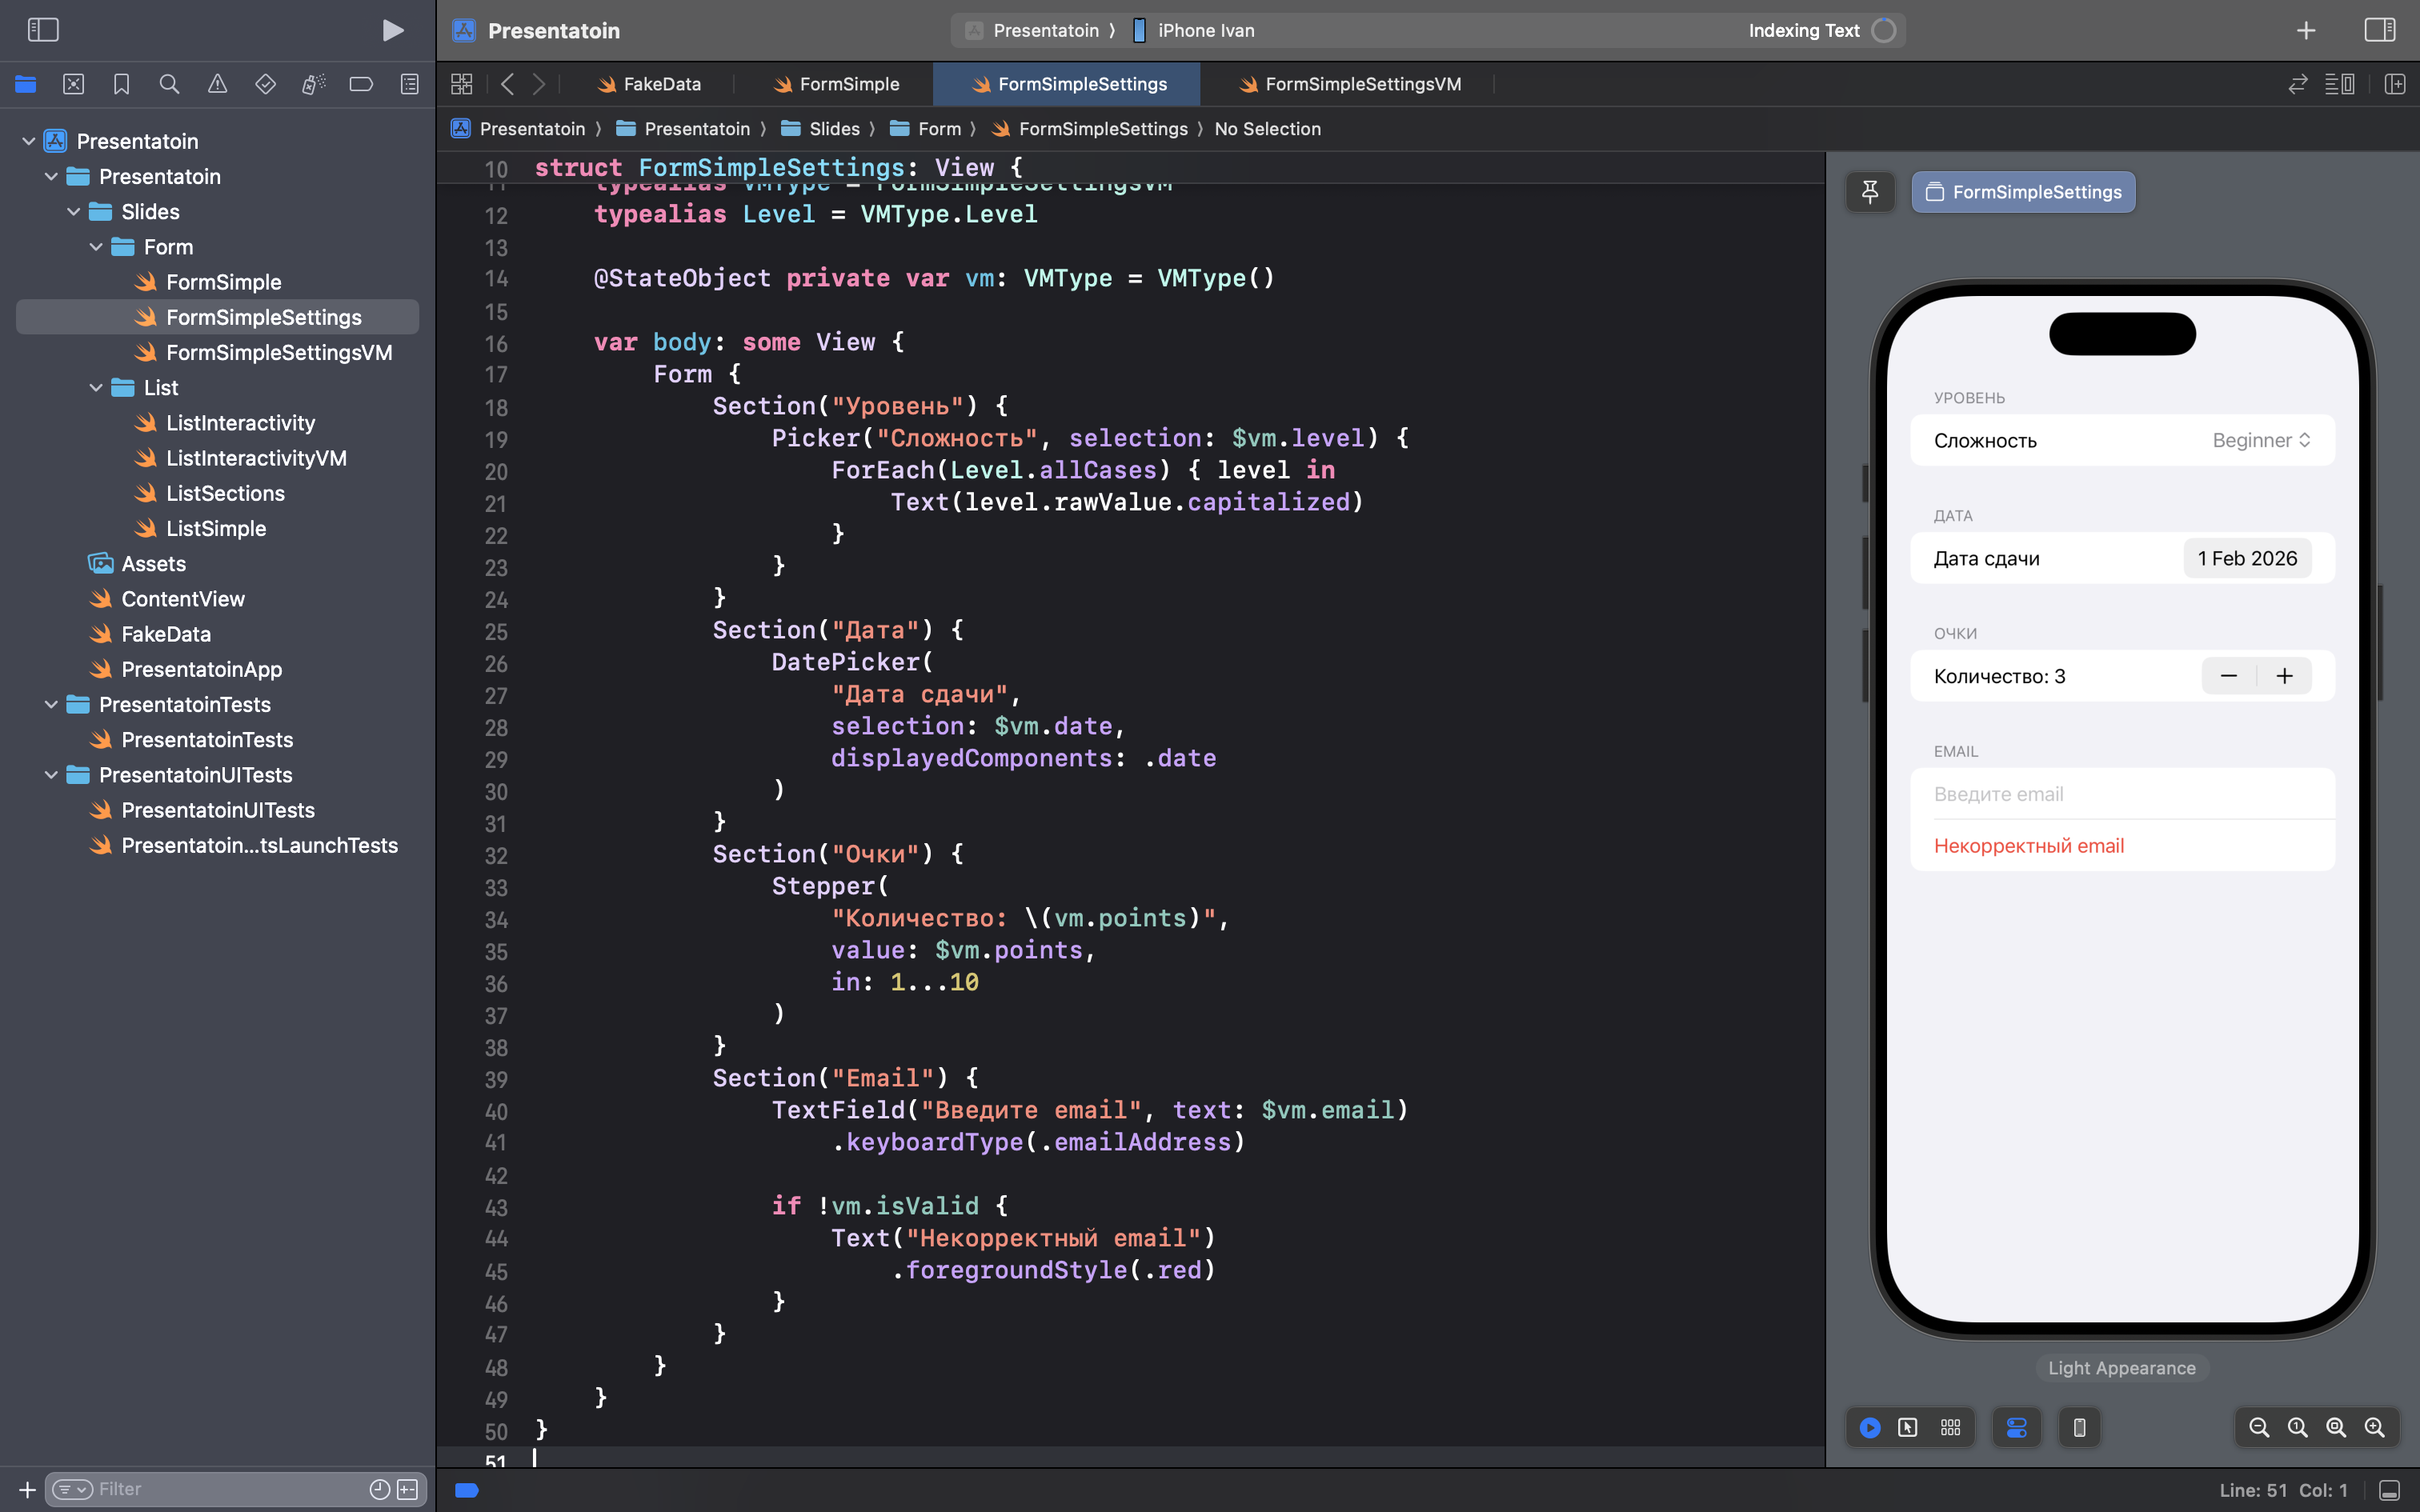 Presentatoin
Presentatoin
Slides
Form
FormSimple
FormSimpleSettings
FormSimpleSettingsVM
List
ListInteractivity
ListInteractivityVM
ListSections
ListSimple
Assets
ContentView
FakeData
PresentatoinApp
PresentatoinTests
PresentatoinTests
PresentatoinUITests
PresentatoinUITests
Presentatoin...tsLaunchTests
Filter
Presentatoin
Presentatoin ⟩ iPhone Ivan
Indexing Text
FakeData
FormSimple
FormSimpleSettings
FormSimpleSettingsVM
Presentatoin ⟩ Presentatoin ⟩ Slides ⟩ Form ⟩ FormSimpleSettings ⟩ No Selection
10 struct FormSimpleSettings: View {
11 typealias VMType = FormSimpleSettingsVM
12 typealias Level = VMType.Level
13
14 @StateObject private var vm: VMType = VMType()
15
16 var body: some View {
17 Form {
18 Section("Уровень") {
19 Picker("Сложность", selection: $vm.level) {
20 ForEach(Level.allCases) { level in
21 Text(level.rawValue.capitalized)
22 }
23 }
24 }
25 Section("Дата") {
26 DatePicker(
27 "Дата сдачи",
28 selection: $vm.date,
29 displayedComponents: .date
30 )
31 }
32 Section("Очки") {
33 Stepper(
34 "Количество: \(vm.points)",
35 value: $vm.points,
36 in: 1...10
37 )
38 }
39 Section("Email") {
40 TextField("Введите email", text: $vm.email)
41 .keyboardType(.emailAddress)
42
43 if !vm.isValid {
44 Text("Некорректный email")
45 .foregroundStyle(.red)
46 }
47 }
48 }
49 }
50 }
51
FormSimpleSettings
УРОВЕНЬ
Сложность Beginner
ДАТА
Дата сдачи 1 Feb 2026
ОЧКИ
Количество: 3 − +
EMAIL
Введите email
Некорректный email
Light Appearance
Line: 51 Col: 1